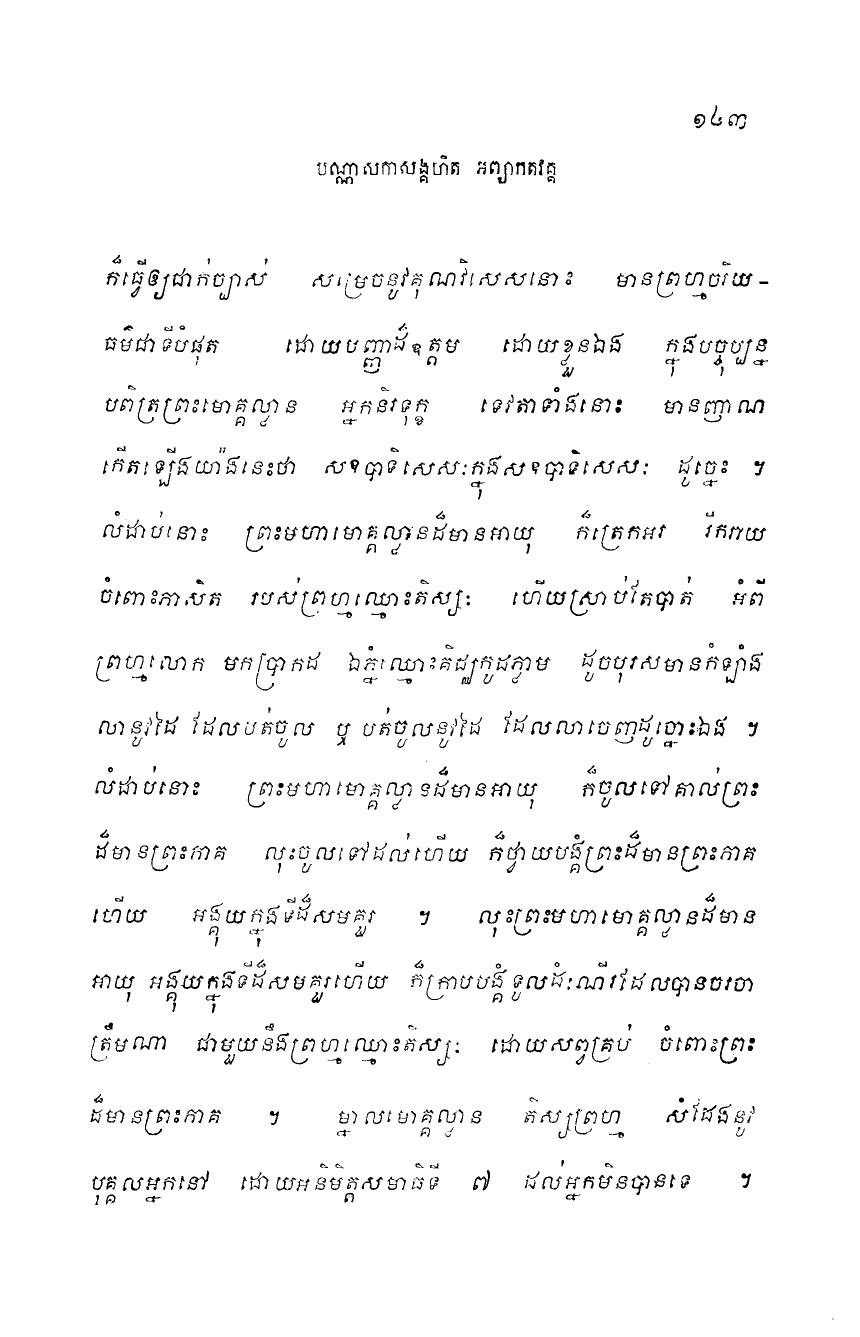 ១៤៣
បណ្ណាសកាសង្គហិត អព្យាកតវគ្គ
ក៏ធ្វើឲ្យជាក់ច្បាស់ សម្រេចនូវគុណវិសេសនោះ មានព្រហ្មចរិយ-
ធម៌ជាទីបំផុត ដោយបញ្ញាដ៏ឧត្តម ដោយខ្លួនឯង ក្នុងបច្ចុប្បន្ន
បពិត្រព្រះមោគ្គល្លាន អ្នកនិរទុក្ខ ទេវតាទាំងនោះ មានញាណ
កើតឡើងយ៉ាងនេះថា សឧបាទិសេសៈក្នុងសឧបាទិសេសៈ ដូច្នេះ ។
លំដាប់នោះ ព្រះមហាមោគ្គល្លានដ៏មានអាយុ ក៏ត្រេកអរ រីករាយ
ចំពោះភាសិត របស់ព្រហ្មឈ្មោះតិស្សៈ ហើយស្រាប់តែបាត់ អំពី
ព្រហ្មលោក មកប្រាកដ ឯភ្នំឈ្មោះគិជ្ឈកូដភ្លាម ដូចបុរសមានកំឡាំង
លានូវដៃ ដែលបត់ចូល ឬ បត់ចូលនូវដៃ ដែលលាចេញដូច្នោះឯង ។
លំដាប់នោះ ព្រះមហាមោគ្គល្លានដ៏មានអាយុ ក៏ចូលទៅគាល់ព្រះ
ដ៏មានព្រះភាគ លុះចូលទៅដល់ហើយ ក៏ថ្វាយបង្គំព្រះដ៏មានព្រះភាគ
ហើយ អង្គុយក្នុងទីដ៏សមគួរ ។ លុះព្រះមហាមោគ្គល្លានដ៏មាន
អាយុ អង្គុយក្នុងទីដ៏សមគួរហើយ ក៏ក្រាបបង្គំទូលដំណើរដែលបានចរចា
ត្រឹមណា ជាមួយនឹងព្រហ្មឈ្មោះតិស្សៈ ដោយសព្វគ្រប់ ចំពោះព្រះ
ដ៏មានព្រះភាគ ។ ម្នាលមោគ្គល្លាន តិស្សព្រហ្ម សំដែងនូវ
បុគ្គលអ្នកនៅ ដោយអនិមិត្តសមាធិទី ៧ ដល់អ្នកមិនបានទេ ។